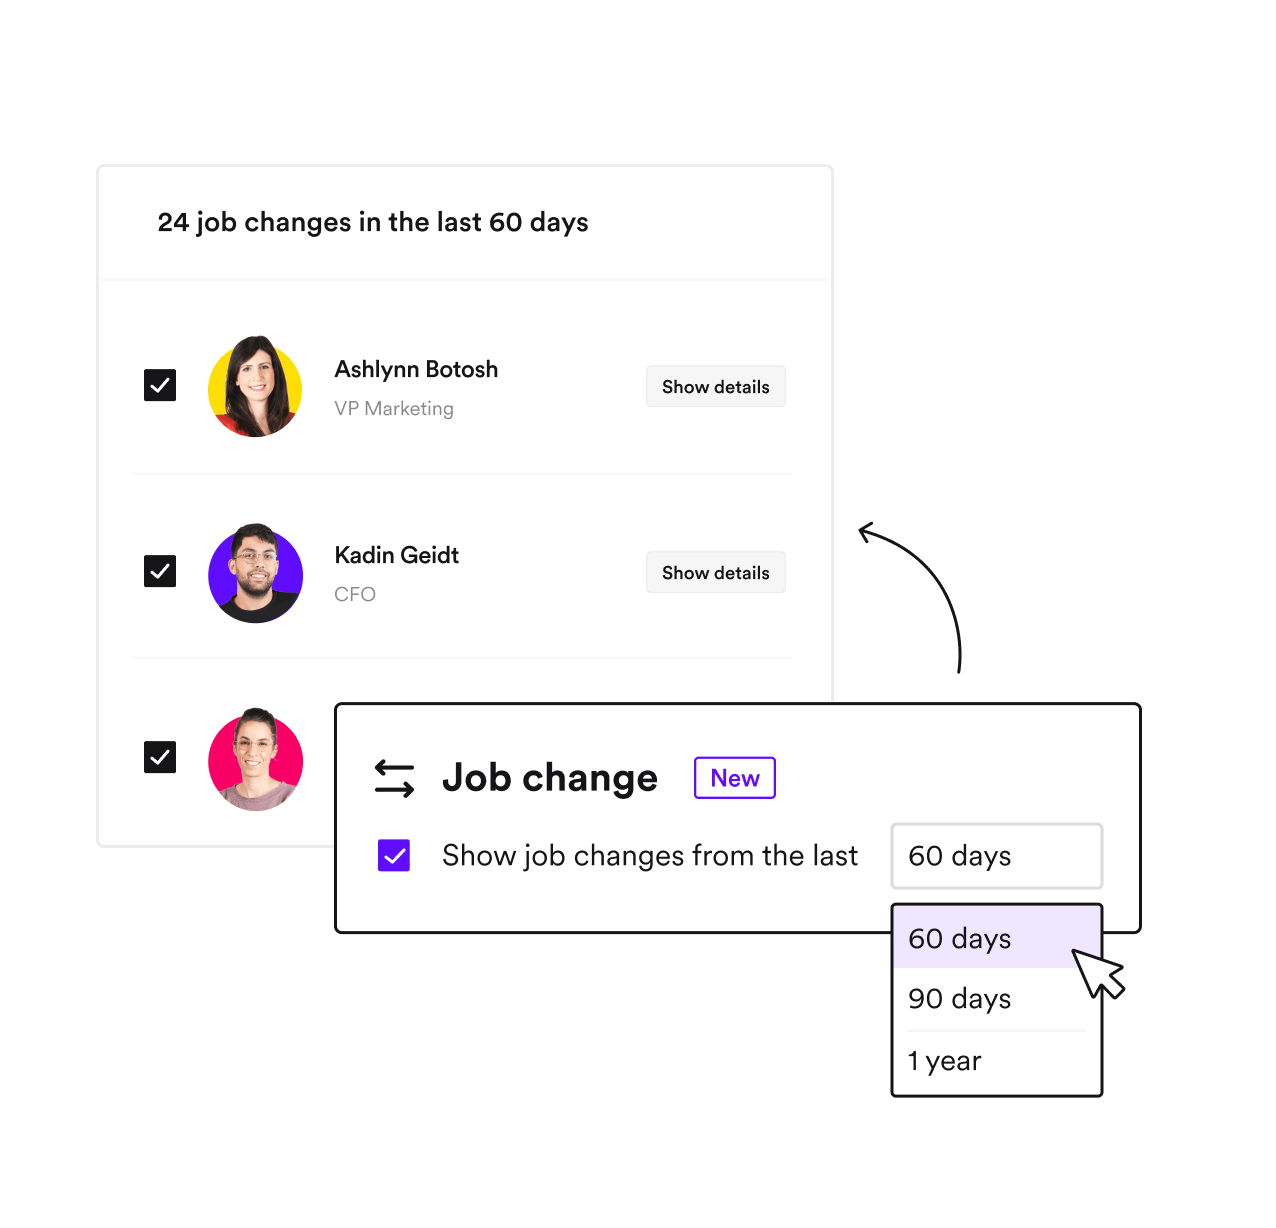 24 job changes in the last 60 days
Ashlynn Botosh
VP Marketing
Show details
Kadin Geidt
CFO
Show details
Job change
New
Show job changes from the last
60 days
60 days
90 days
1 year